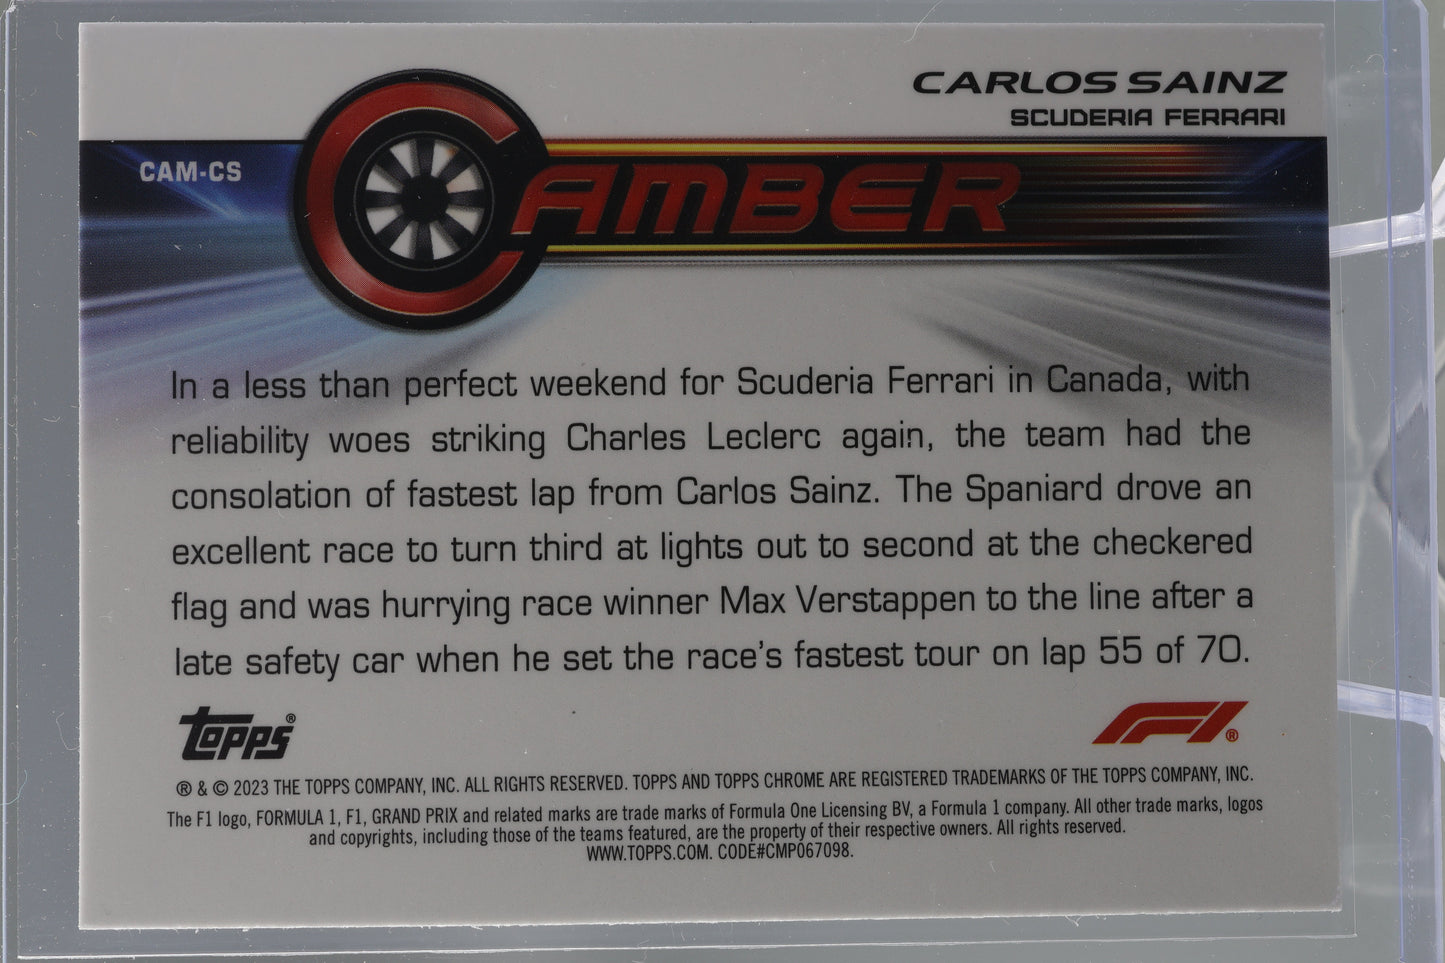 CARLOS SAINZ
SCUDERIA FERRARI
CAM-CS
CAMBER
In a less than perfect weekend for Scuderia Ferrari in Canada, with
reliability woes striking Charles Leclerc again, the team had the
consolation of fastest lap from Carlos Sainz. The Spaniard drove an
excellent race to turn third at lights out to second at the checkered
flag and was hurrying race winner Max Verstappen to the line after a
late safety car when he set the race's fastest tour on lap 55 of 70.
TOPPS®
F1®
® & © 2023 THE TOPPS COMPANY, INC. ALL RIGHTS RESERVED. TOPPS AND TOPPS CHROME ARE REGISTERED TRADEMARKS OF THE TOPPS COMPANY, INC.
The F1 logo, FORMULA 1, F1, GRAND PRIX and related marks are trade marks of Formula One Licensing BV, a Formula 1 company. All other trade marks, logos
and copyrights, including those of the teams featured, are the property of their respective owners. All rights reserved.
WWW.TOPPS.COM. CODE#CMP067098.